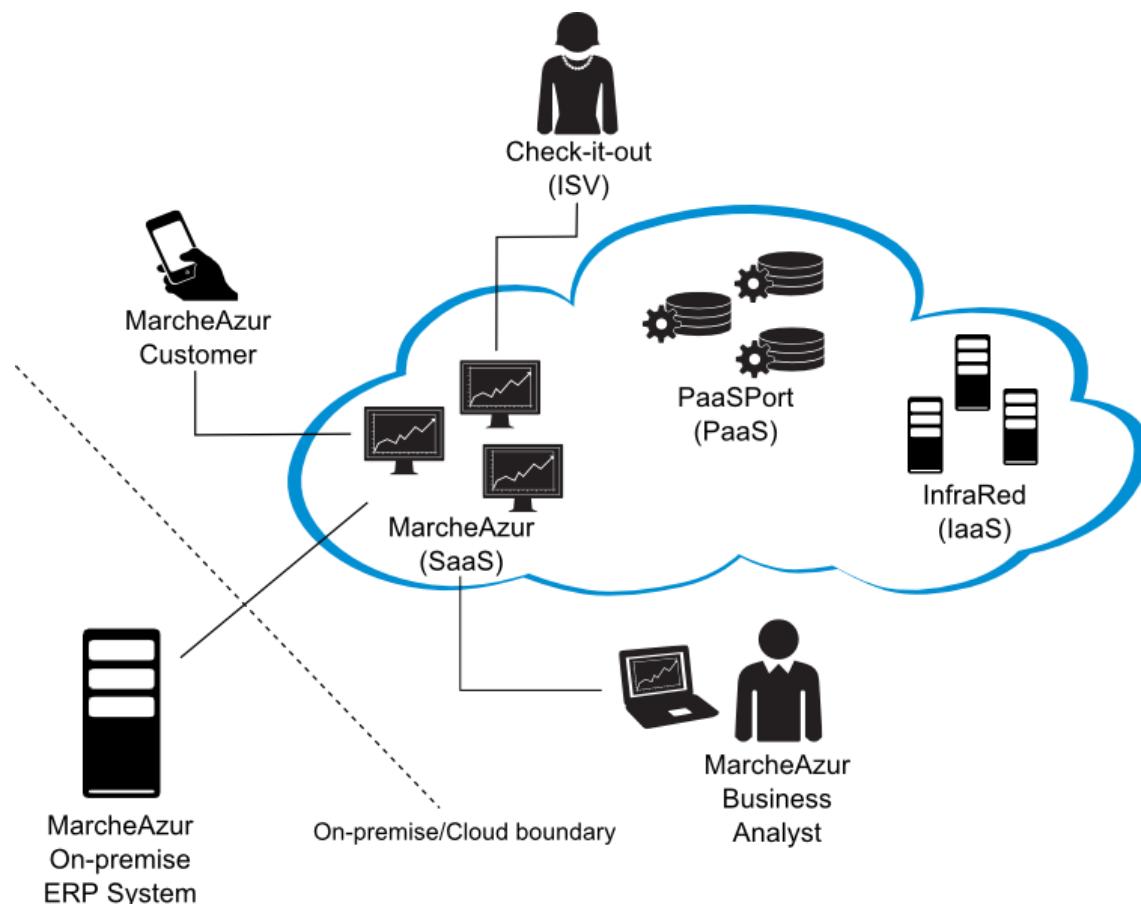 Check-it-out
(ISV)
MarcheAzur
Customer
PaaSPort
(PaaS)
InfraRed
(IaaS)
MarcheAzur
(SaaS)
MarcheAzur
Business
Analyst
On-premise/Cloud boundary
MarcheAzur
On-premise
ERP System